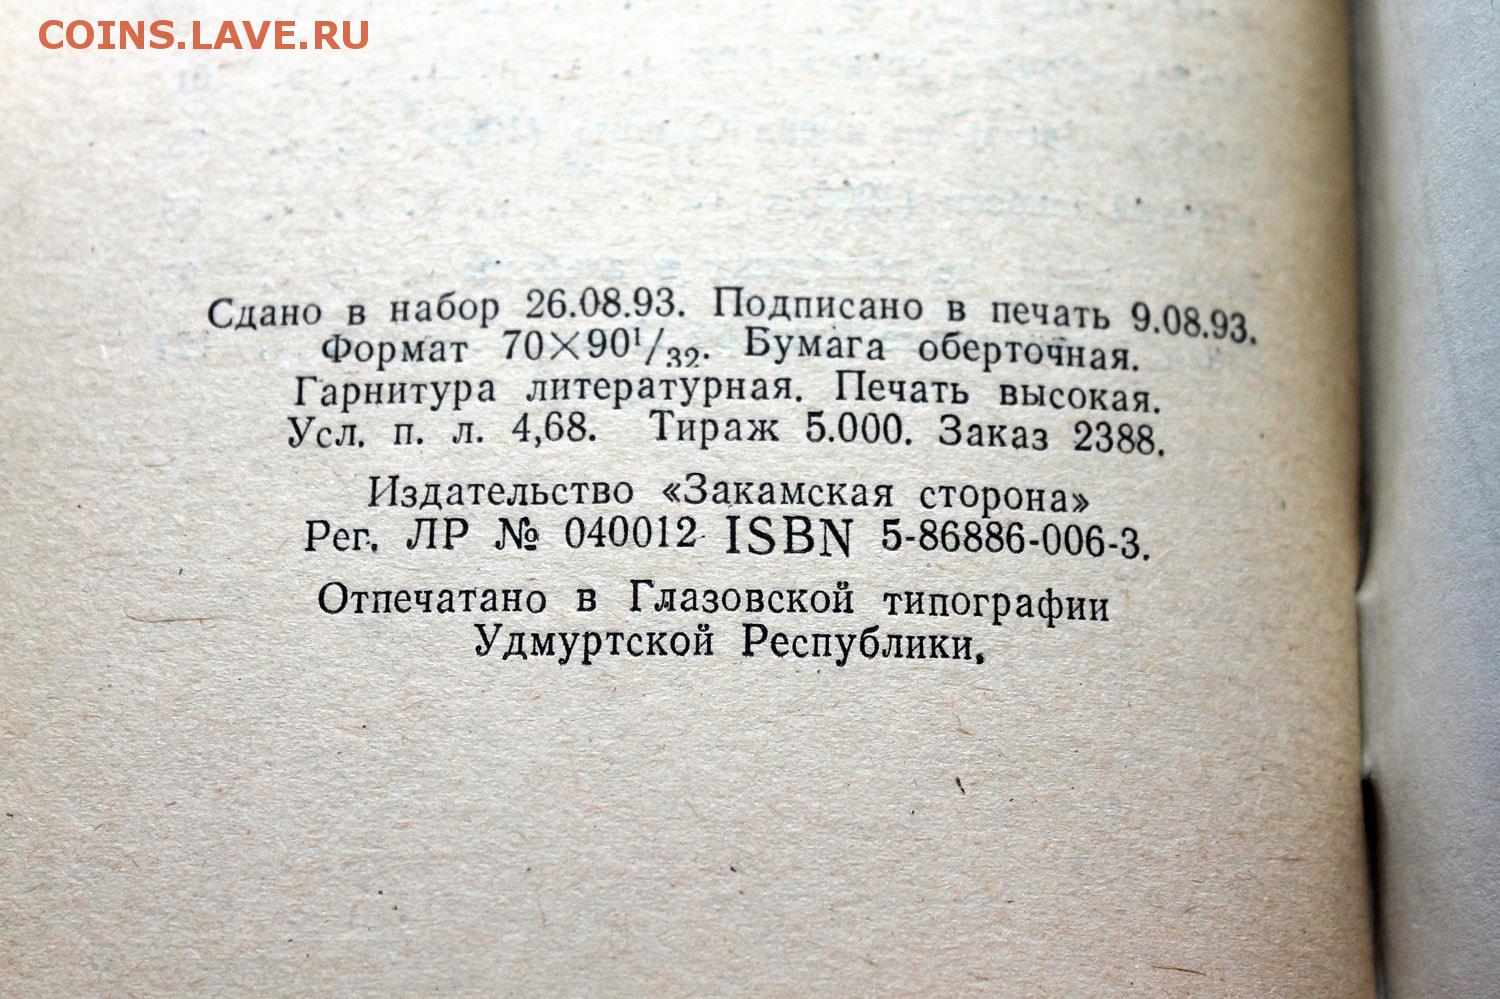 COINS.LAVE.RU
Сдано в набор 26.08.93. Подписано в печать 9.08.93.
Формат 70×90¹/₃₂. Бумага оберточная.
Гарнитура литературная. Печать высокая.
Усл. п. л. 4,68. Тираж 5.000. Заказ 2388.
Издательство «Закамская сторона»
Рег. ЛР № 040012 ISBN 5-86886-006-3.
Отпечатано в Глазовской типографии
Удмуртской Республики.